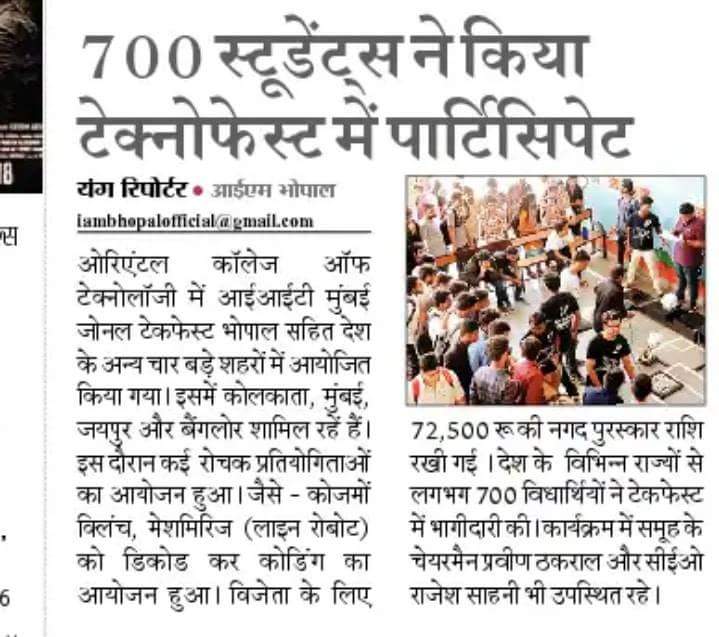 18
700 स्टूडेंट्स ने किया
टेक्नोफेस्ट में पार्टिसिपेट
यंग रिपोर्टर • आईएम भोपाल
iambhopalofficial@gmail.com
ओरिएंटल कॉलेज ऑफ
टेक्नोलॉजी में आईआईटी मुंबई
जोनल टेकफेस्ट भोपाल सहित देश
के अन्य चार बड़े शहरों में आयोजित
किया गया। इसमें कोलकाता, मुंबई,
जयपुर और बैंगलोर शामिल रहें हैं।
इस दौरान कई रोचक प्रतियोगिताओं
का आयोजन हुआ। जैसे - कोजमों
क्लिंच, मेशमिरिज (लाइन रोबोट)
को डिकोड कर कोडिंग का
आयोजन हुआ। विजेता के लिए
72,500 रू की नगद पुरस्कार राशि
रखी गई । देश के विभिन्न राज्यों से
लगभग 700 विधार्थियों ने टेकफेस्ट
में भागीदारी की। कार्यक्रम में समूह के
चेयरमैन प्रवीण ठकराल और सीईओ
राजेश साहनी भी उपस्थित रहे।
6